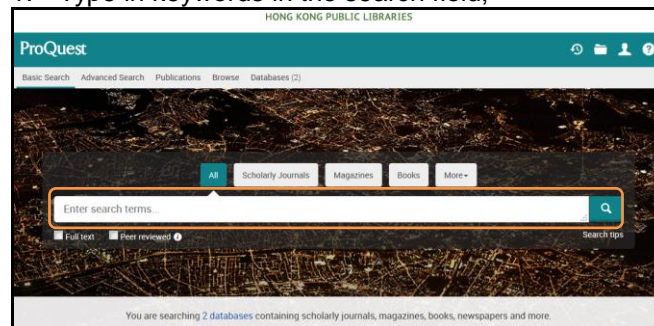 Type in keywords in the search field;
HONG KONG PUBLIC LIBRARIES
ProQuest
Basic Search Advanced Search Publications Browse Databases (2)
All Scholarly Journals Magazines Books More
Enter search terms...
Full text Peer reviewed Search tips
You are searching 2 databases containing scholarly journals, magazines, books, newspapers and more.